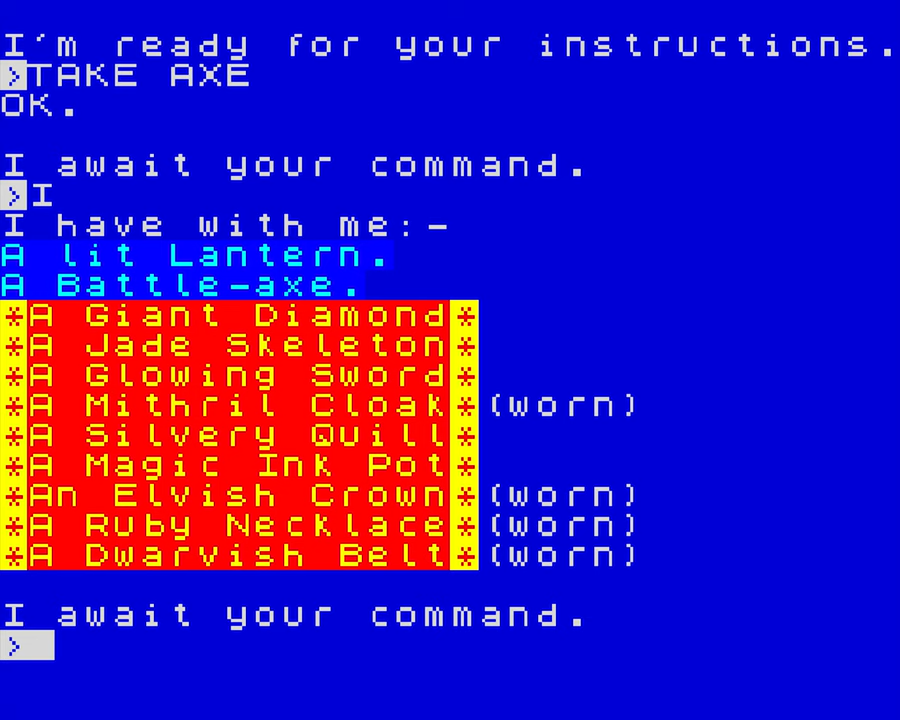 I'm ready for your instructions.
>TAKE AXE
OK.
I await your command.
>I
I have with me:-
A lit Lantern.
A Battle-axe.
*A Giant Diamond*
*A Jade Skeleton*
*A Glowing Sword*
*A Mithril Cloak* (worn)
*A Silvery Quill*
*A Magic Ink Pot*
*An Elvish Crown* (worn)
*A Ruby Necklace* (worn)
*A Dwarvish Belt* (worn)
I await your command.
>